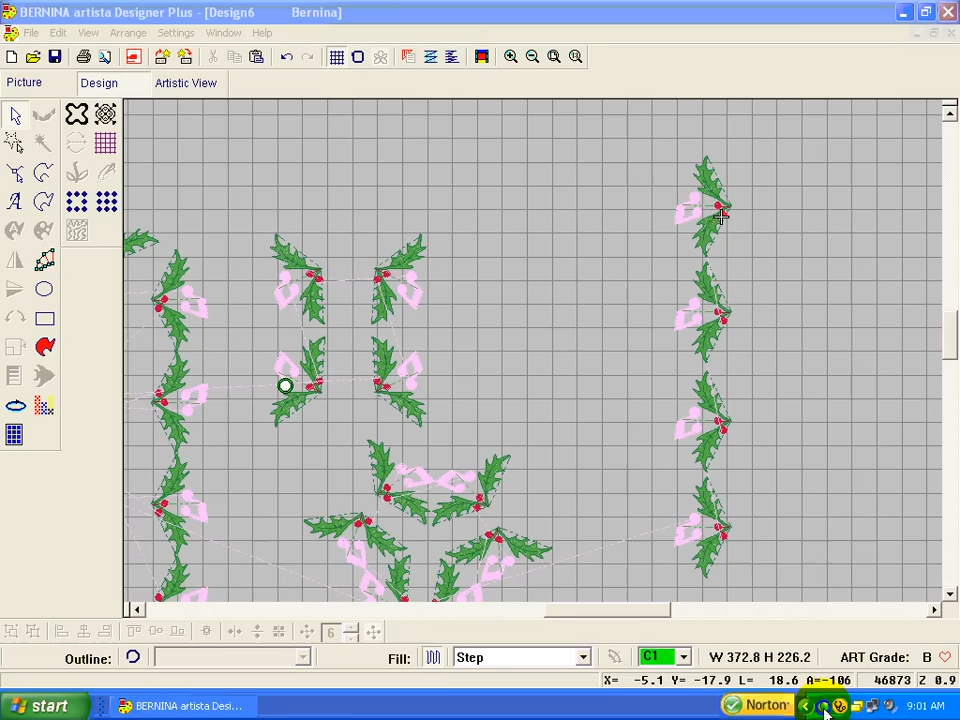 BERNINA artista Designer Plus - [Design6 Bernina]
File Edit View Arrange Settings Window Help
Picture Design Artistic View
6
Outline: Fill: Step C1 W 372.8 H 226.2 ART Grade: B
X= -5.1 Y= -17.9 L= 18.6 A=-106 46873 Z 0.9
start BERNINA artista Desi... Norton 9:01 AM